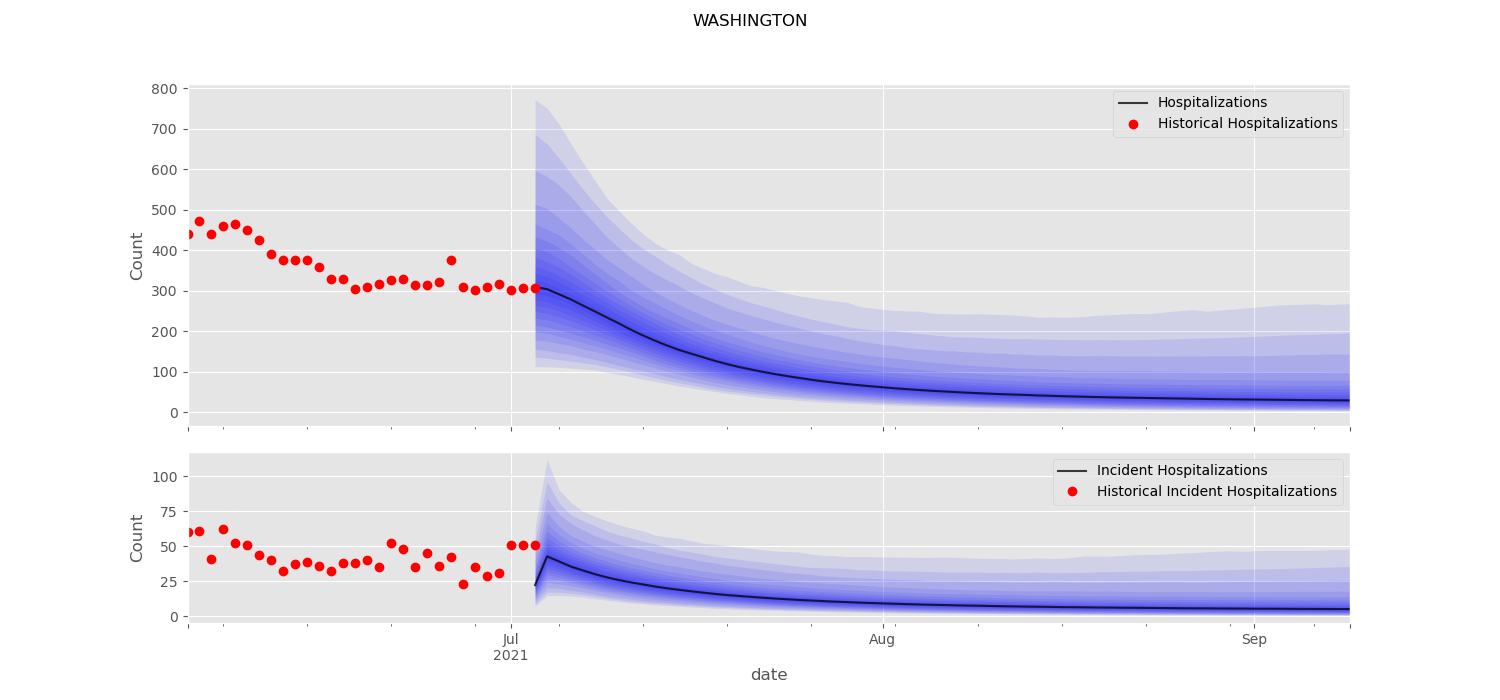 WASHINGTON
800
700
600
500
400
300
200
100
0
Count
Hospitalizations
Historical Hospitalizations
100
75
50
25
0
Count
Incident Hospitalizations
Historical Incident Hospitalizations
Jul
2021
Aug
Sep
date